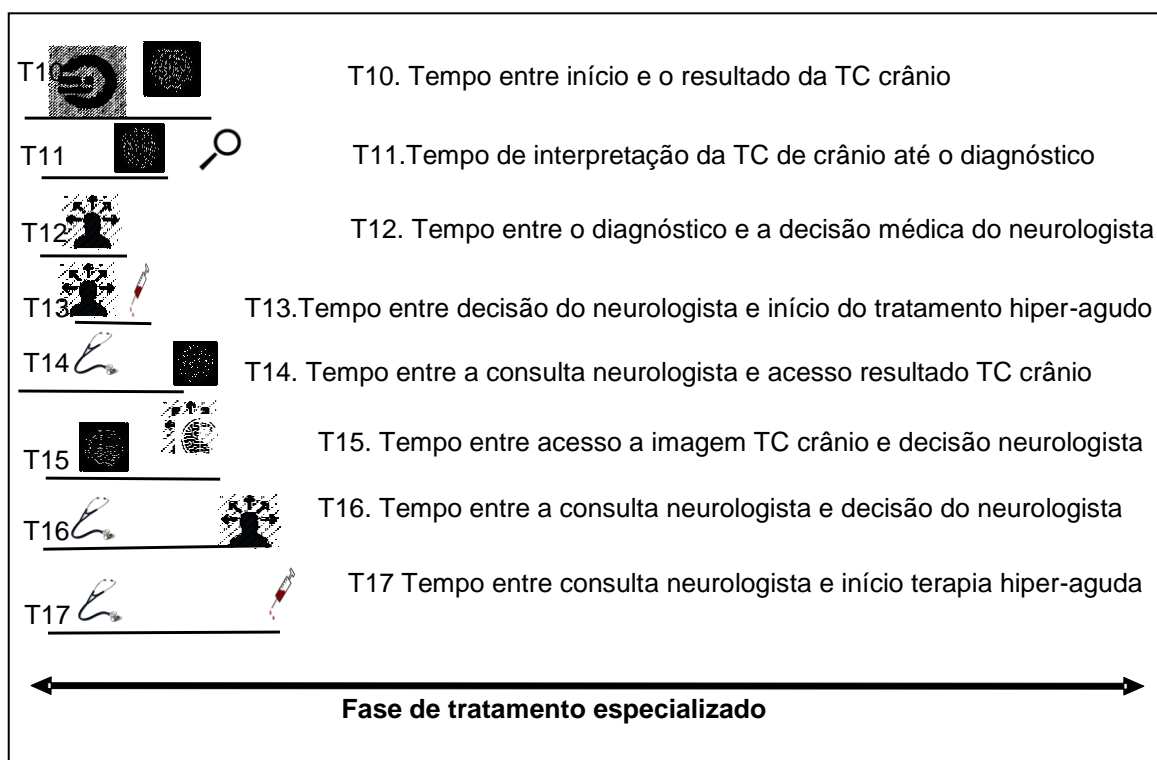 T10 T10. Tempo entre início e o resultado da TC crânio
T11 T11.Tempo de interpretação da TC de crânio até o diagnóstico
T12 T12. Tempo entre o diagnóstico e a decisão médica do neurologista
T13 T13.Tempo entre decisão do neurologista e início do tratamento hiper-agudo
T14 T14. Tempo entre a consulta neurologista e acesso resultado TC crânio
T15 T15. Tempo entre acesso a imagem TC crânio e decisão neurologista
T16 T16. Tempo entre a consulta neurologista e decisão do neurologista
T17 T17 Tempo entre consulta neurologista e início terapia hiper-aguda
Fase de tratamento especializado